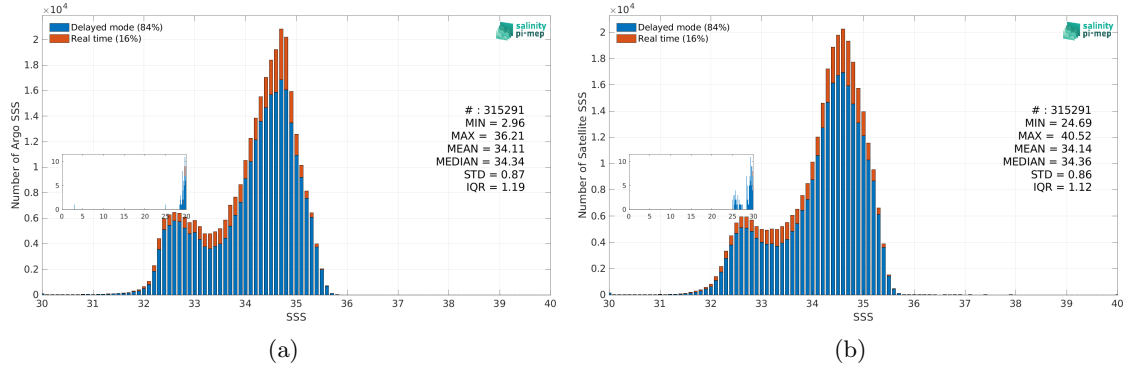 ×10⁴
Delayed mode (84%)
Real time (16%)
salinity
pi-mep
Number of Argo SSS
2
1.8
1.6
1.4
1.2
1
0.8
0.6
0.4
0.2
0
# : 315291
MIN = 2.96
MAX = 36.21
MEAN = 34.11
MEDIAN = 34.34
STD = 0.87
IQR = 1.19
10
5
0
0 5 10 15 20 25 30
30 31 32 33 34 35 36 37 38 39 40
SSS
(a)
×10⁴
Delayed mode (84%)
Real time (16%)
salinity
pi-mep
Number of Satellite SSS
2
1.8
1.6
1.4
1.2
1
0.8
0.6
0.4
0.2
0
# : 315291
MIN = 24.69
MAX = 40.52
MEAN = 34.14
MEDIAN = 34.36
STD = 0.86
IQR = 1.12
10
5
0
0 5 10 15 20 25 30
30 31 32 33 34 35 36 37 38 39 40
SSS
(b)